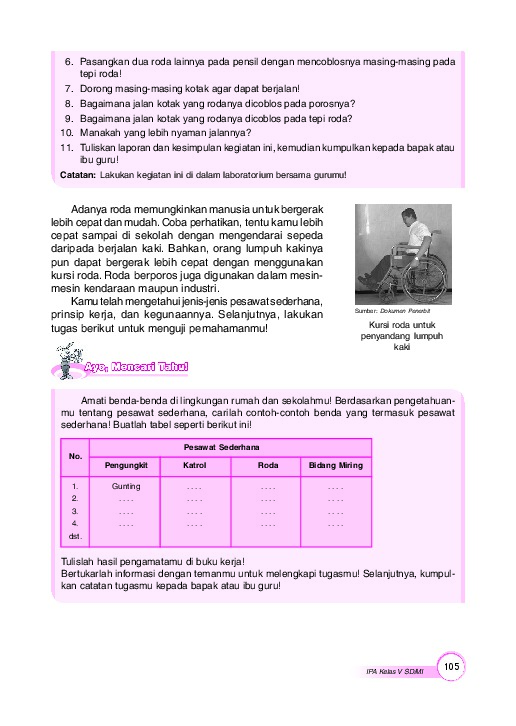 6. Pasangkan dua roda lainnya pada pensil dengan mencoblosnya masing-masing pada
tepi roda!
7. Dorong masing-masing kotak agar dapat berjalan!
8. Bagaimana jalan kotak yang rodanya dicoblos pada porosnya?
9. Bagaimana jalan kotak yang rodanya dicoblos pada tepi roda?
10. Manakah yang lebih nyaman jalannya?
11. Tuliskan laporan dan kesimpulan kegiatan ini, kemudian kumpulkan kepada bapak atau
ibu guru!
Catatan: Lakukan kegiatan ini di dalam laboratorium bersama gurumu!
Adanya roda memungkinkan manusia untuk bergerak
lebih cepat dan mudah. Coba perhatikan, tentu kamu lebih
cepat sampai di sekolah dengan mengendarai sepeda
daripada berjalan kaki. Bahkan, orang lumpuh kakinya
pun dapat bergerak lebih cepat dengan menggunakan
kursi roda. Roda berporos juga digunakan dalam mesin-
mesin kendaraan maupun industri.
Kamu telah mengetahui jenis-jenis pesawat sederhana,
prinsip kerja, dan kegunaannya. Selanjutnya, lakukan
tugas berikut untuk menguji pemahamanmu!
Sumber: Dokumen Penerbit
Kursi roda untuk
penyandang lumpuh
kaki
Ayo, Mencari Tahu!
Amati benda-benda di lingkungan rumah dan sekolahmu! Berdasarkan pengetahuan-
mu tentang pesawat sederhana, carilah contoh-contoh benda yang termasuk pesawat
sederhana! Buatlah tabel seperti berikut ini!
No. Pesawat Sederhana
Pengungkit Katrol Roda Bidang Miring
1. Gunting . . . . . . . . . . . .
2. . . . . . . . . . . . . . . . .
3. . . . . . . . . . . . . . . . .
4. . . . . . . . . . . . . . . . .
dst.
Tulislah hasil pengamatamu di buku kerja!
Bertukarlah informasi dengan temanmu untuk melengkapi tugasmu! Selanjutnya, kumpul-
kan catatan tugasmu kepada bapak atau ibu guru!
IPA Kelas V SD/MI 105